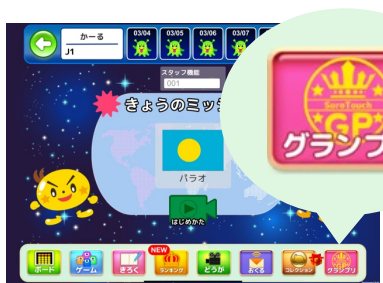 かーる
J1
03/04
03/05
03/06
03/07
スタッフ機能
001
きょうのミッシ
パラオ
はじめかた
SoroTouch
GP
グランプ
NEW
ボード
ゲーム
きろく
ランキング
どうが
おくる
コレクション
グランプリ